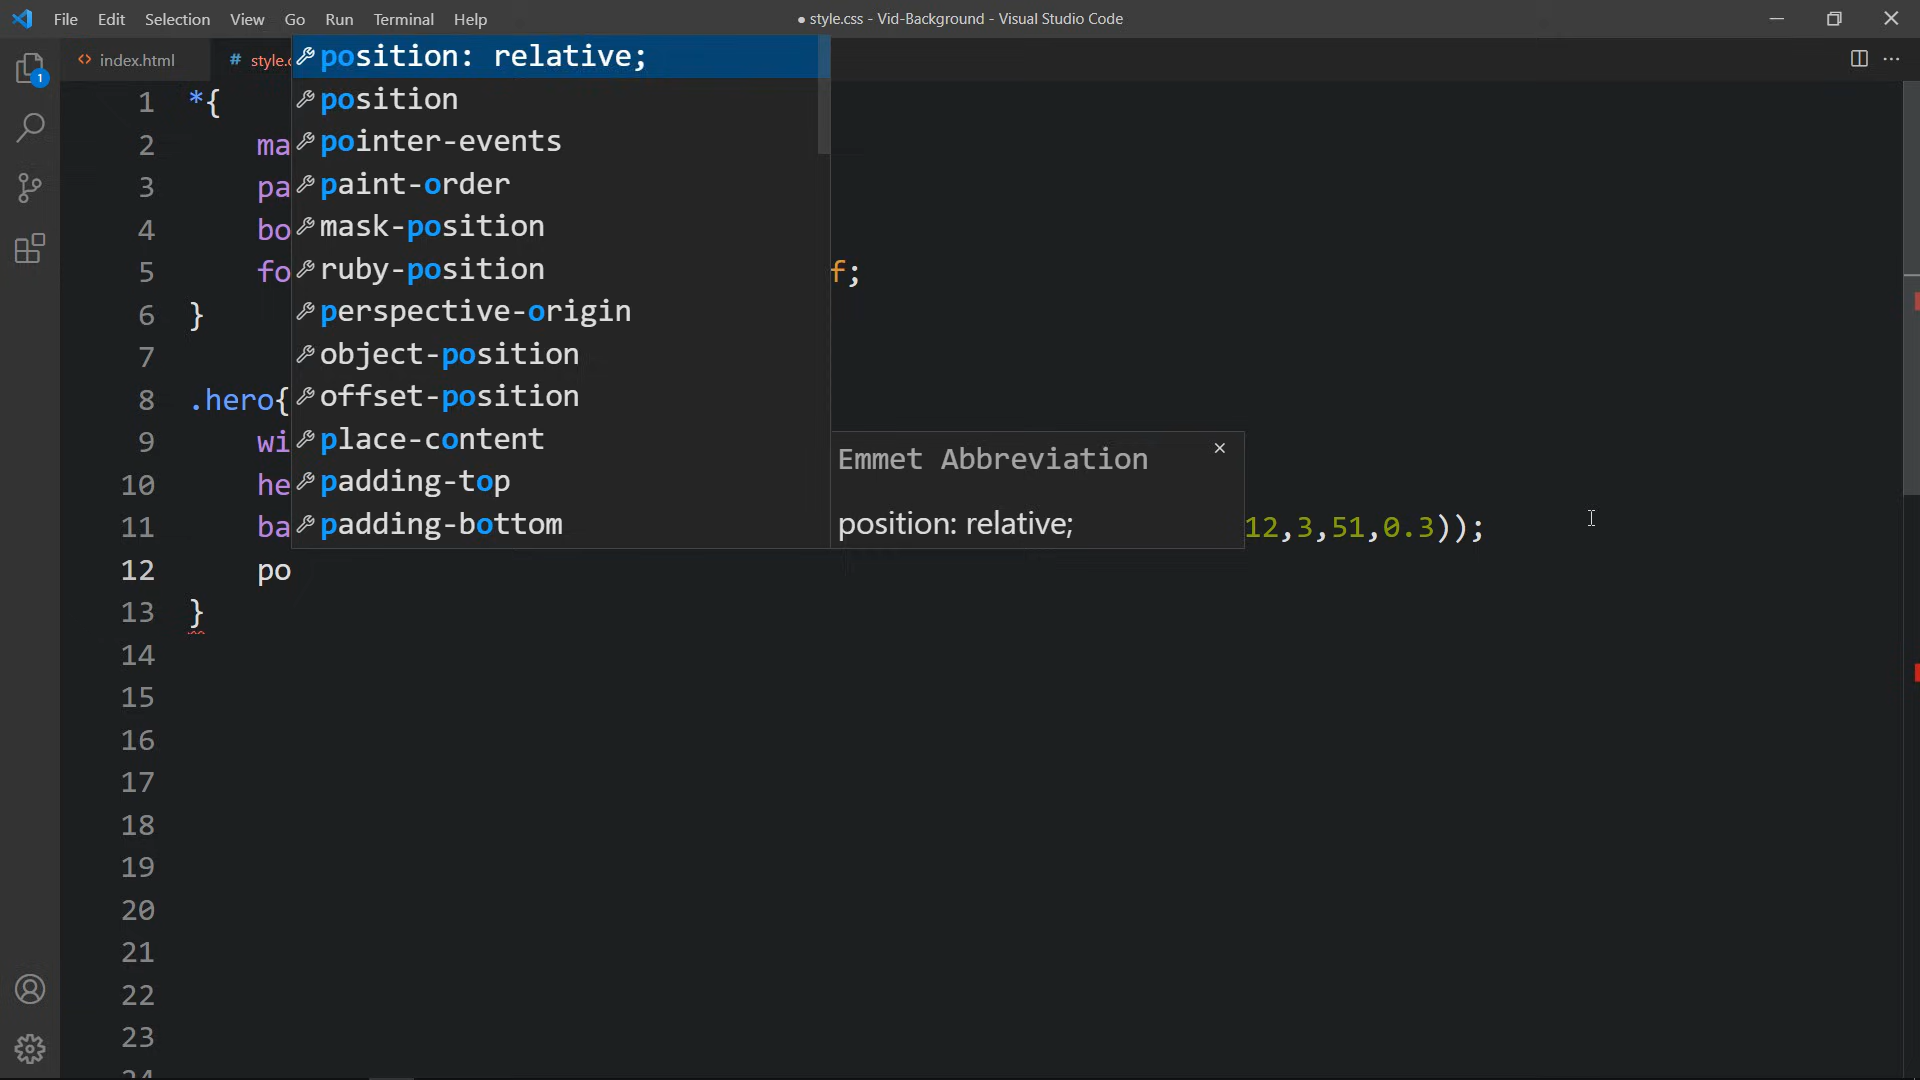 File Edit Selection View Go Run Terminal Help
● style.css - Vid-Background - Visual Studio Code
1
<> index.html
# style.c
position: relative;
position
pointer-events
paint-order
mask-position
ruby-position
perspective-origin
object-position
offset-position
place-content
padding-top
padding-bottom
Emmet Abbreviation
position: relative;
1 *{
2 ma
3 pa
4 bo
5 fo f;
6 }
7
8 .hero{
9 wi
10 he
11 ba 12,3,51,0.3));
12 po
13 }
14
15
16
17
18
19
20
21
22
23
24